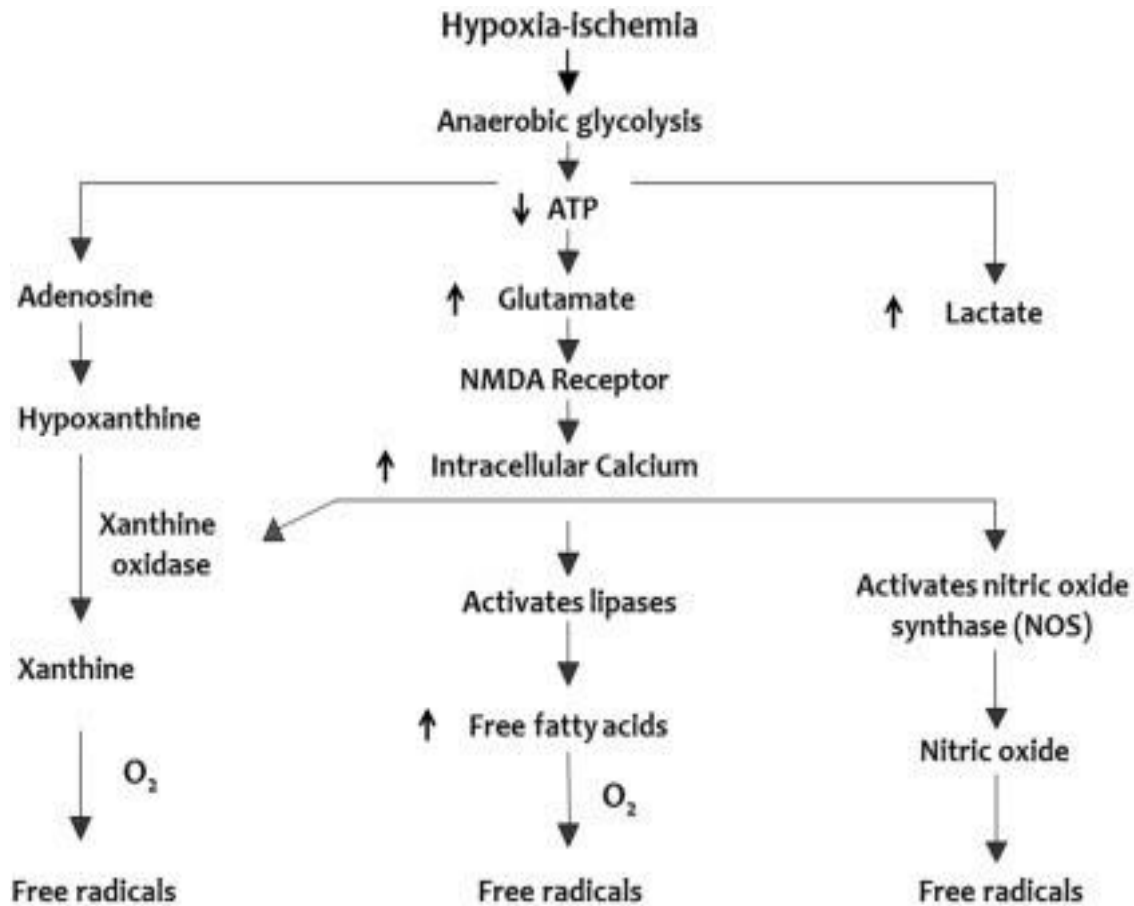 Hypoxia-ischemia
Anaerobic glycolysis
↓ ATP
Adenosine
↑ Glutamate
↑ Lactate
NMDA Receptor
Hypoxanthine
↑ Intracellular Calcium
Xanthine
oxidase
Activates lipases
Activates nitric oxide
synthase (NOS)
Xanthine
↑ Free fatty acids
Nitric oxide
O₂
O₂
Free radicals
Free radicals
Free radicals